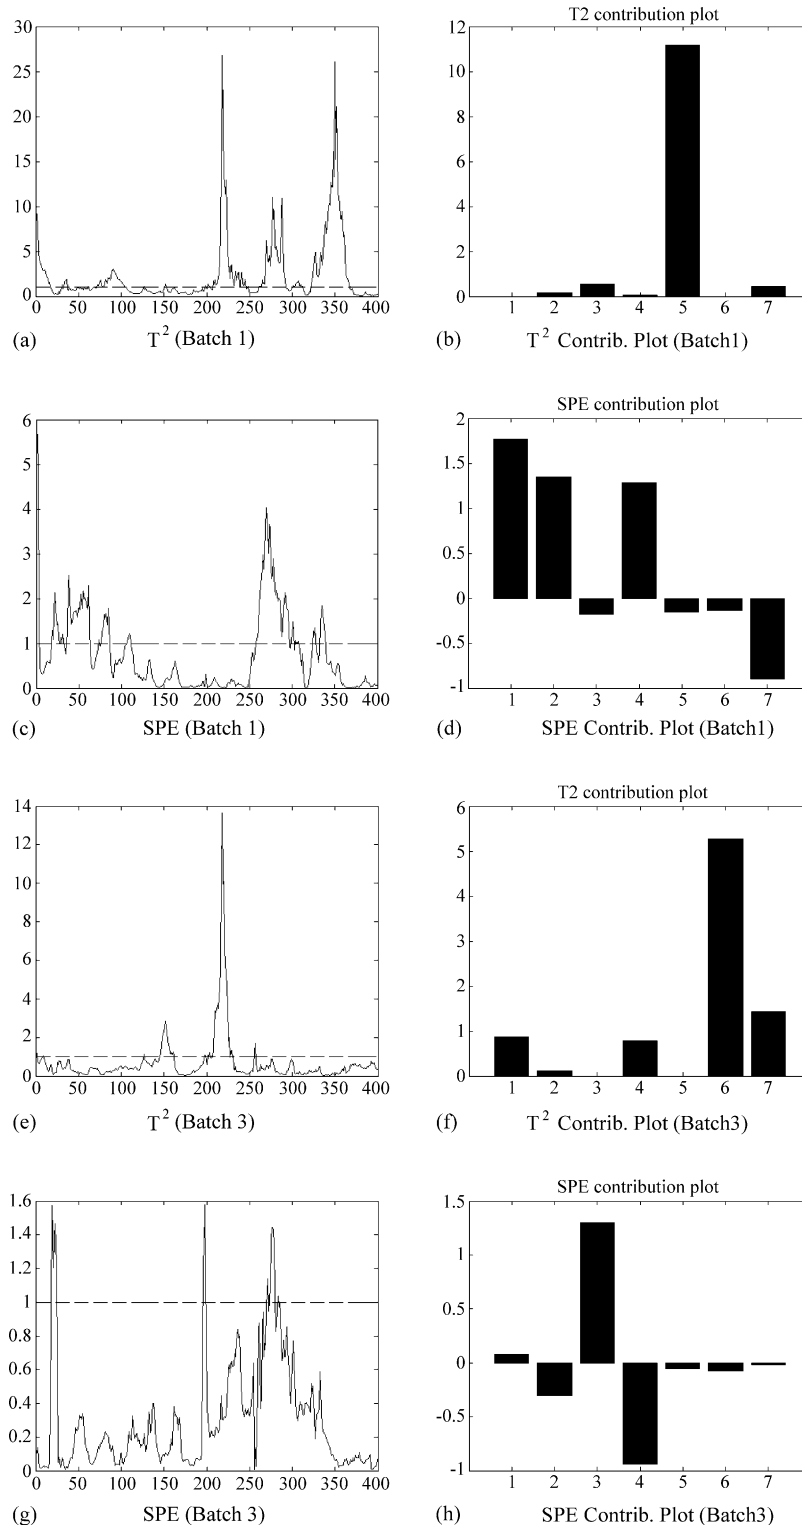 T2 contribution plot
30
25
20
15
10
5
0
0 50 100 150 200 250 300 350 400
(a) T² (Batch 1)
12
10
8
6
4
2
0
1 2 3 4 5 6 7
(b) T² Contrib. Plot (Batch1)
SPE contribution plot
6
5
4
3
2
1
0
0 50 100 150 200 250 300 350 400
(c) SPE (Batch 1)
2
1.5
1
0.5
0
-0.5
-1
1 2 3 4 5 6 7
(d) SPE Contrib. Plot (Batch1)
T2 contribution plot
14
12
10
8
6
4
2
0
0 50 100 150 200 250 300 350 400
(e) T² (Batch 3)
6
5
4
3
2
1
0
1 2 3 4 5 6 7
(f) T² Contrib. Plot (Batch3)
SPE contribution plot
1.6
1.4
1.2
1
0.8
0.6
0.4
0.2
0
0 50 100 150 200 250 300 350 400
(g) SPE (Batch 3)
1.5
1
0.5
0
-0.5
-1
1 2 3 4 5 6 7
(h) SPE Contrib. Plot (Batch3)